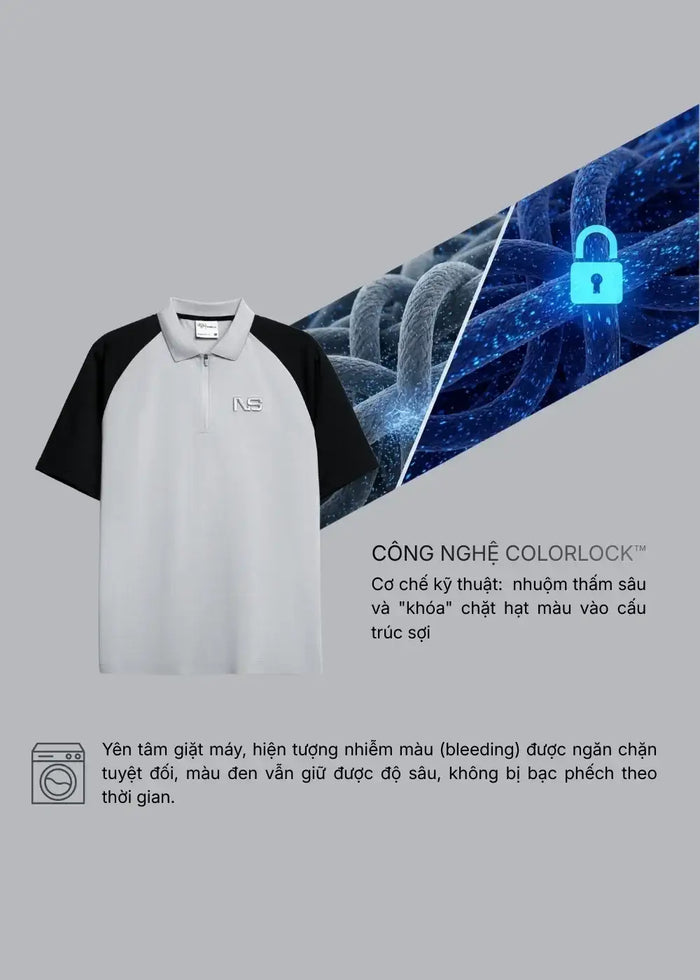 NS
CÔNG NGHỆ COLORLOCK™
Cơ chế kỹ thuật: nhuộm thấm sâu
và "khóa" chặt hạt màu vào cấu
trúc sợi
Yên tâm giặt máy, hiện tượng nhiễm màu (bleeding) được ngăn chặn
tuyệt đối, màu đen vẫn giữ được độ sâu, không bị bạc phếch theo
thời gian.